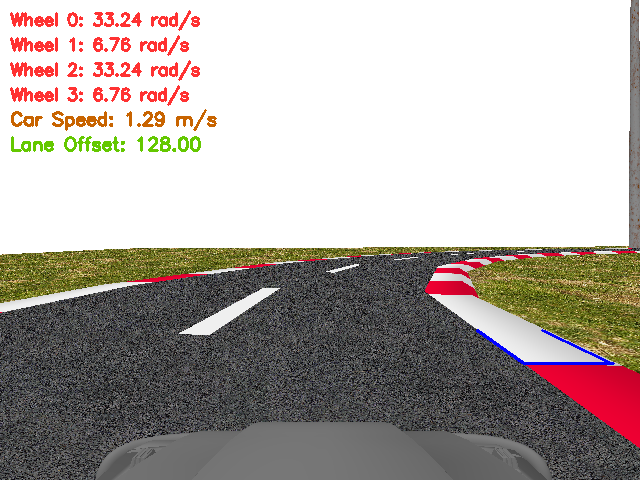 Wheel 0: 33.24 rad/s
Wheel 1: 6.76 rad/s
Wheel 2: 33.24 rad/s
Wheel 3: 6.76 rad/s
Car Speed: 1.29 m/s
Lane Offset: 128.00